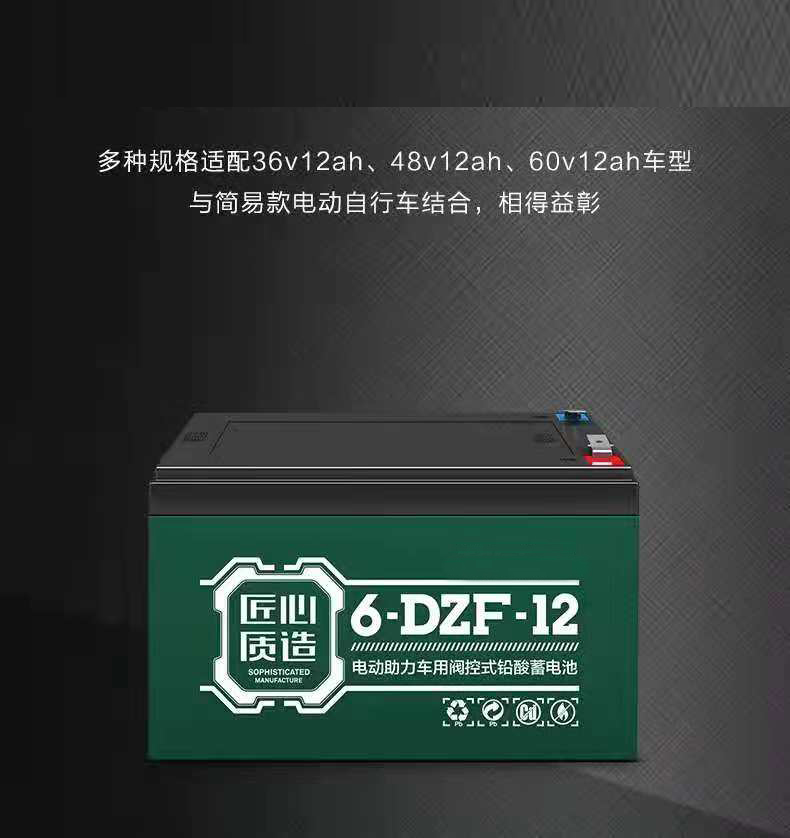 多种规格适配36v12ah、48v12ah、60v12ah车型
与简易款电动自行车结合，相得益彰
匠心
质造
SOPHISTICATED
MANUFACTURE
6-DZF-12
电动助力车用阀控式铅酸蓄电池
Pb
Pb
Cd